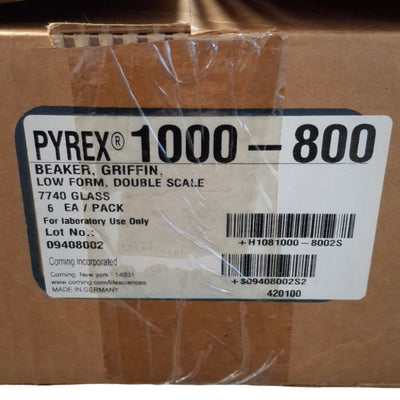 PYREX® 1000-800
BEAKER, GRIFFIN,
LOW FORM, DOUBLE SCALE
7740 GLASS
6 EA / PACK
For laboratory Use Only
Lot No.:
09408002
+H1081000-8002S
Corning Incorporated
Corning, New york 14831
www.corning.com/lifesciences
MADE IN GERMANY
+S09408002S2
420100